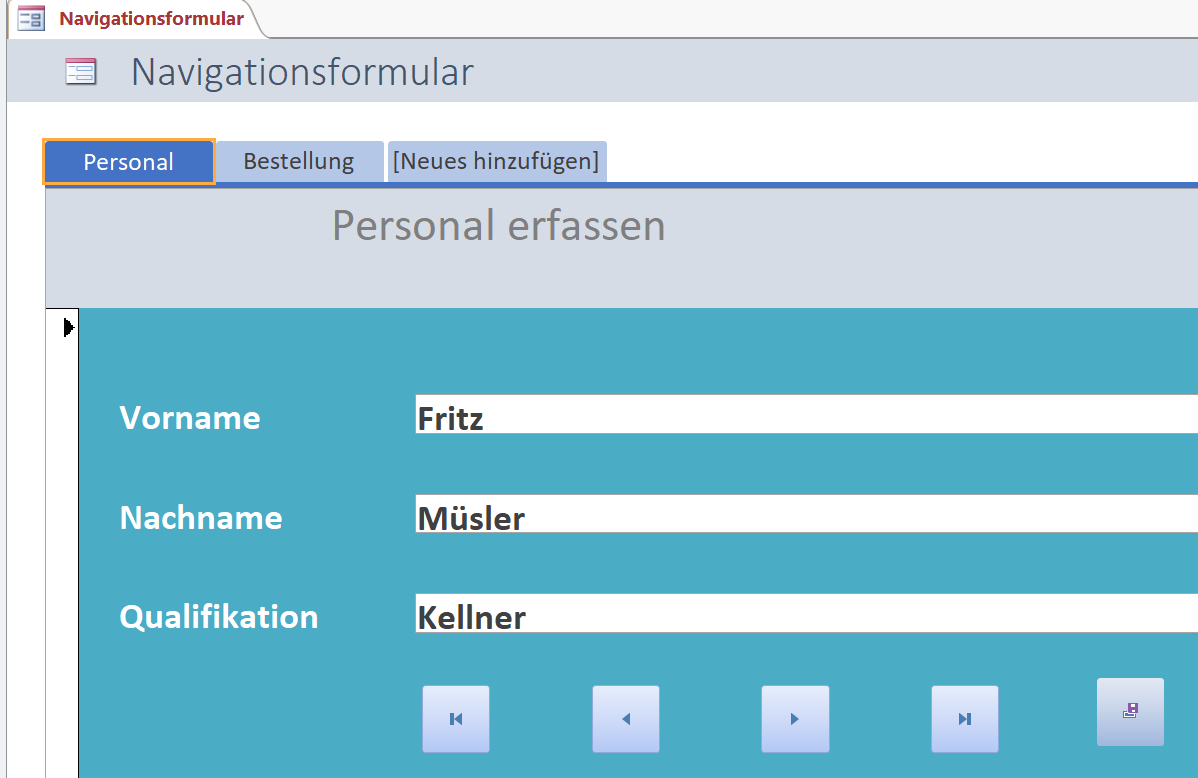 Navigationsformular
Navigationsformular
Personal Bestellung [Neues hinzufügen]
Personal erfassen
Vorname Fritz
Nachname Müsler
Qualifikation Kellner